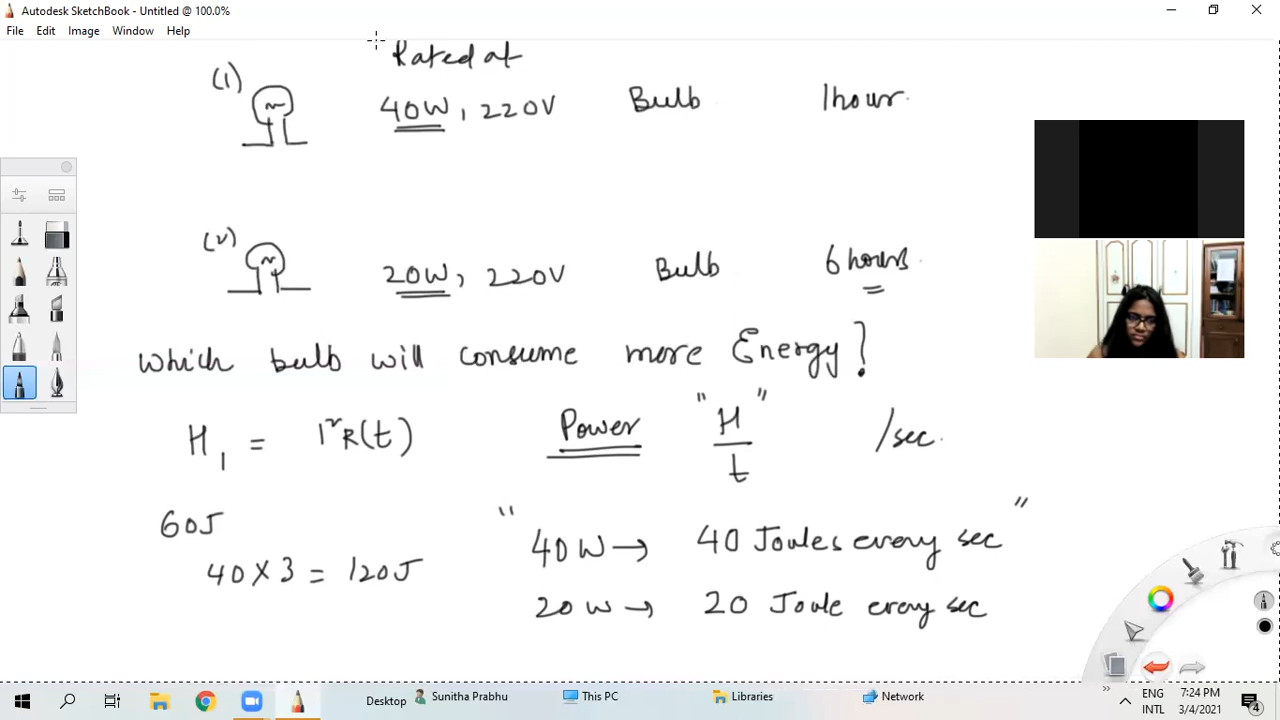 Autodesk SketchBook - Untitled @ 100.0%
File Edit Image Window Help
Rated at
(1) 40W, 220V Bulb 1hour.
(2) 20W, 220V Bulb 6 hours.
which bulb will consume more Energy?
H1 = I²R(t) Power "H"/t /sec.
60J
" 40W → 40 Joules every sec "
40 X 3 = 120J
20W → 20 Joule every sec
Desktop Sunitha Prabhu This PC Libraries Network
ENG 7:24 PM
INTL 3/4/2021
4